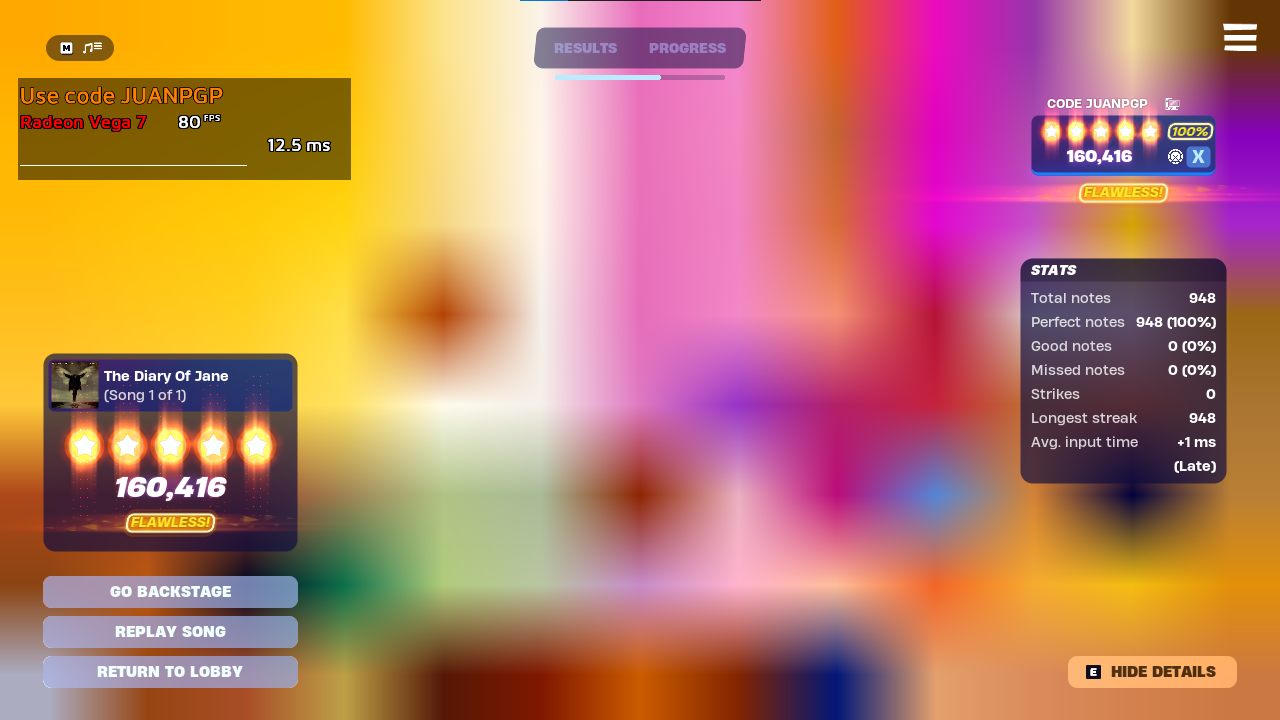 M
RESULTS PROGRESS
Use code JUANPGP
Radeon Vega 7 80 FPS
12.5 ms
CODE JUANPGP
100%
160,416 X
FLAWLESS!
STATS
Total notes 948
Perfect notes 948 (100%)
Good notes 0 (0%)
Missed notes 0 (0%)
Strikes 0
Longest streak 948
Avg. input time +1 ms
(Late)
The Diary Of Jane
(Song 1 of 1)
160,416
FLAWLESS!
GO BACKSTAGE
REPLAY SONG
RETURN TO LOBBY
E HIDE DETAILS